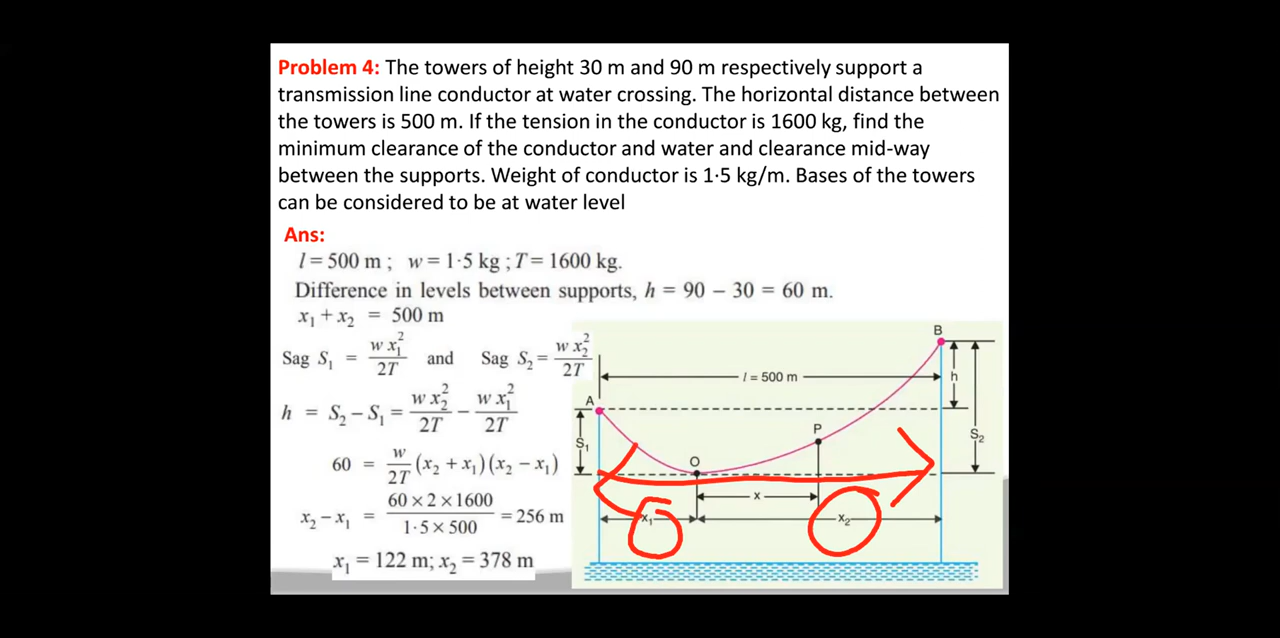 Problem 4: The towers of height 30 m and 90 m respectively support a
transmission line conductor at water crossing. The horizontal distance between
the towers is 500 m. If the tension in the conductor is 1600 kg, find the
minimum clearance of the conductor and water and clearance mid-way
between the supports. Weight of conductor is 1·5 kg/m. Bases of the towers
can be considered to be at water level
Ans:
l = 500 m ; w = 1·5 kg ; T = 1600 kg.
Difference in levels between supports, h = 90 − 30 = 60 m.
x₁ + x₂ = 500 m
Sag S₁ = w x₁² / 2T and Sag S₂ = w x₂² / 2T
h = S₂ − S₁ = w x₂² / 2T − w x₁² / 2T
60 = w / 2T (x₂ + x₁) (x₂ − x₁)
x₂ − x₁ = 60 × 2 × 1600 / 1·5 × 500 = 256 m
x₁ = 122 m; x₂ = 378 m
B
l = 500 m
h
A
P
S₁
S₂
O
x
x₁
x₂